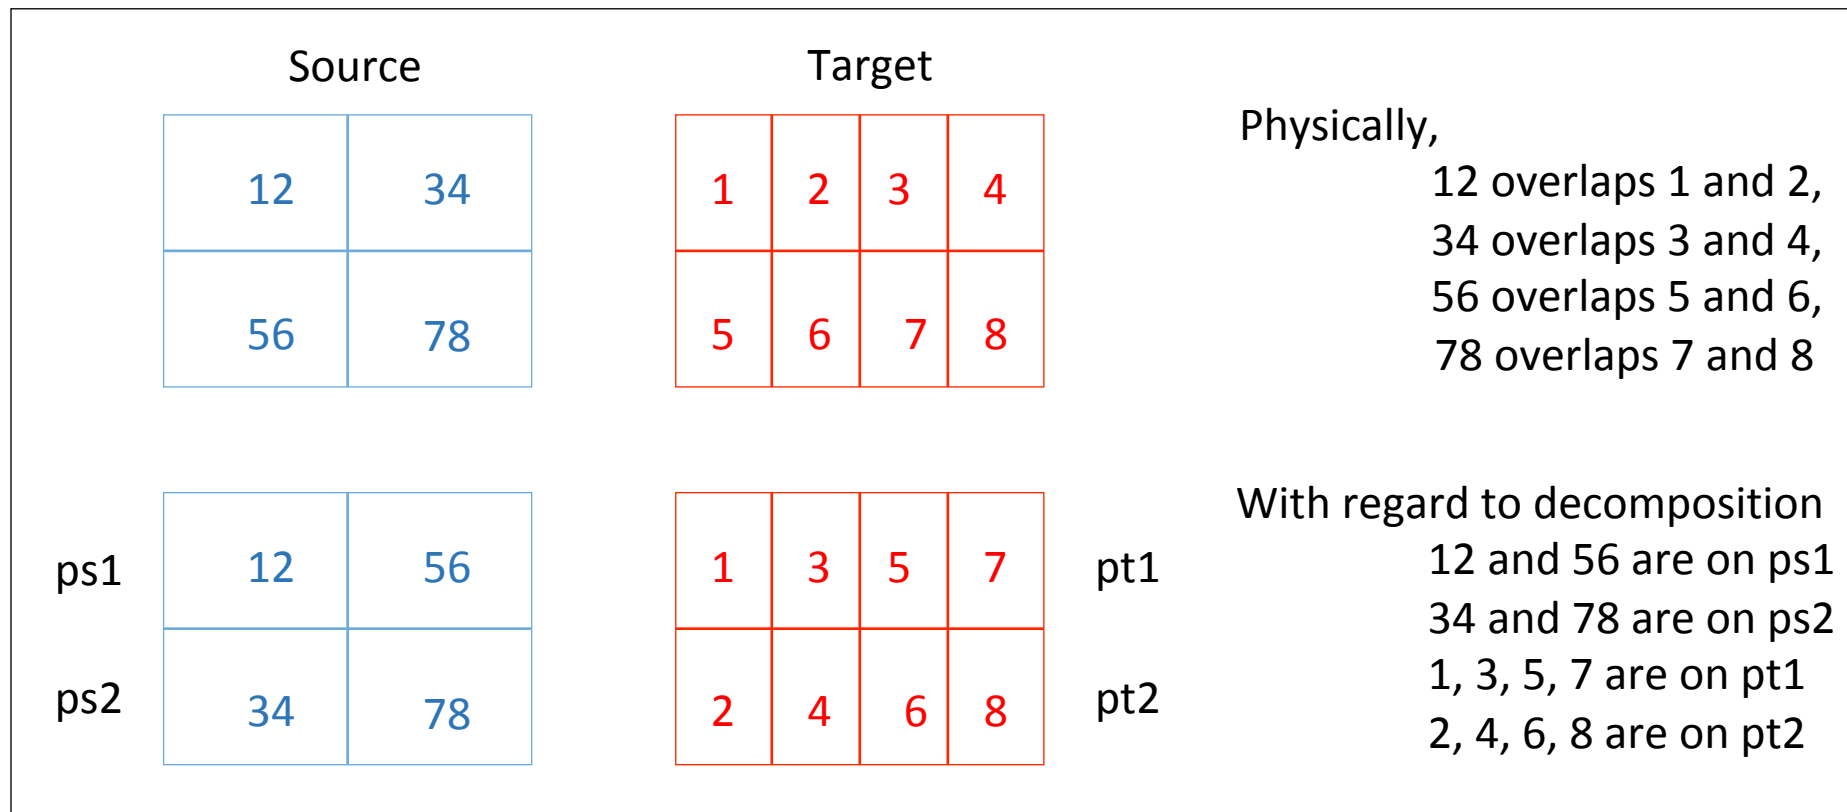 Source
Target
12 34
56 78
1 2 3 4
5 6 7 8
Physically,
12 overlaps 1 and 2,
34 overlaps 3 and 4,
56 overlaps 5 and 6,
78 overlaps 7 and 8
ps1 12 56
ps2 34 78
1 3 5 7 pt1
2 4 6 8 pt2
With regard to decomposition
12 and 56 are on ps1
34 and 78 are on ps2
1, 3, 5, 7 are on pt1
2, 4, 6, 8 are on pt2